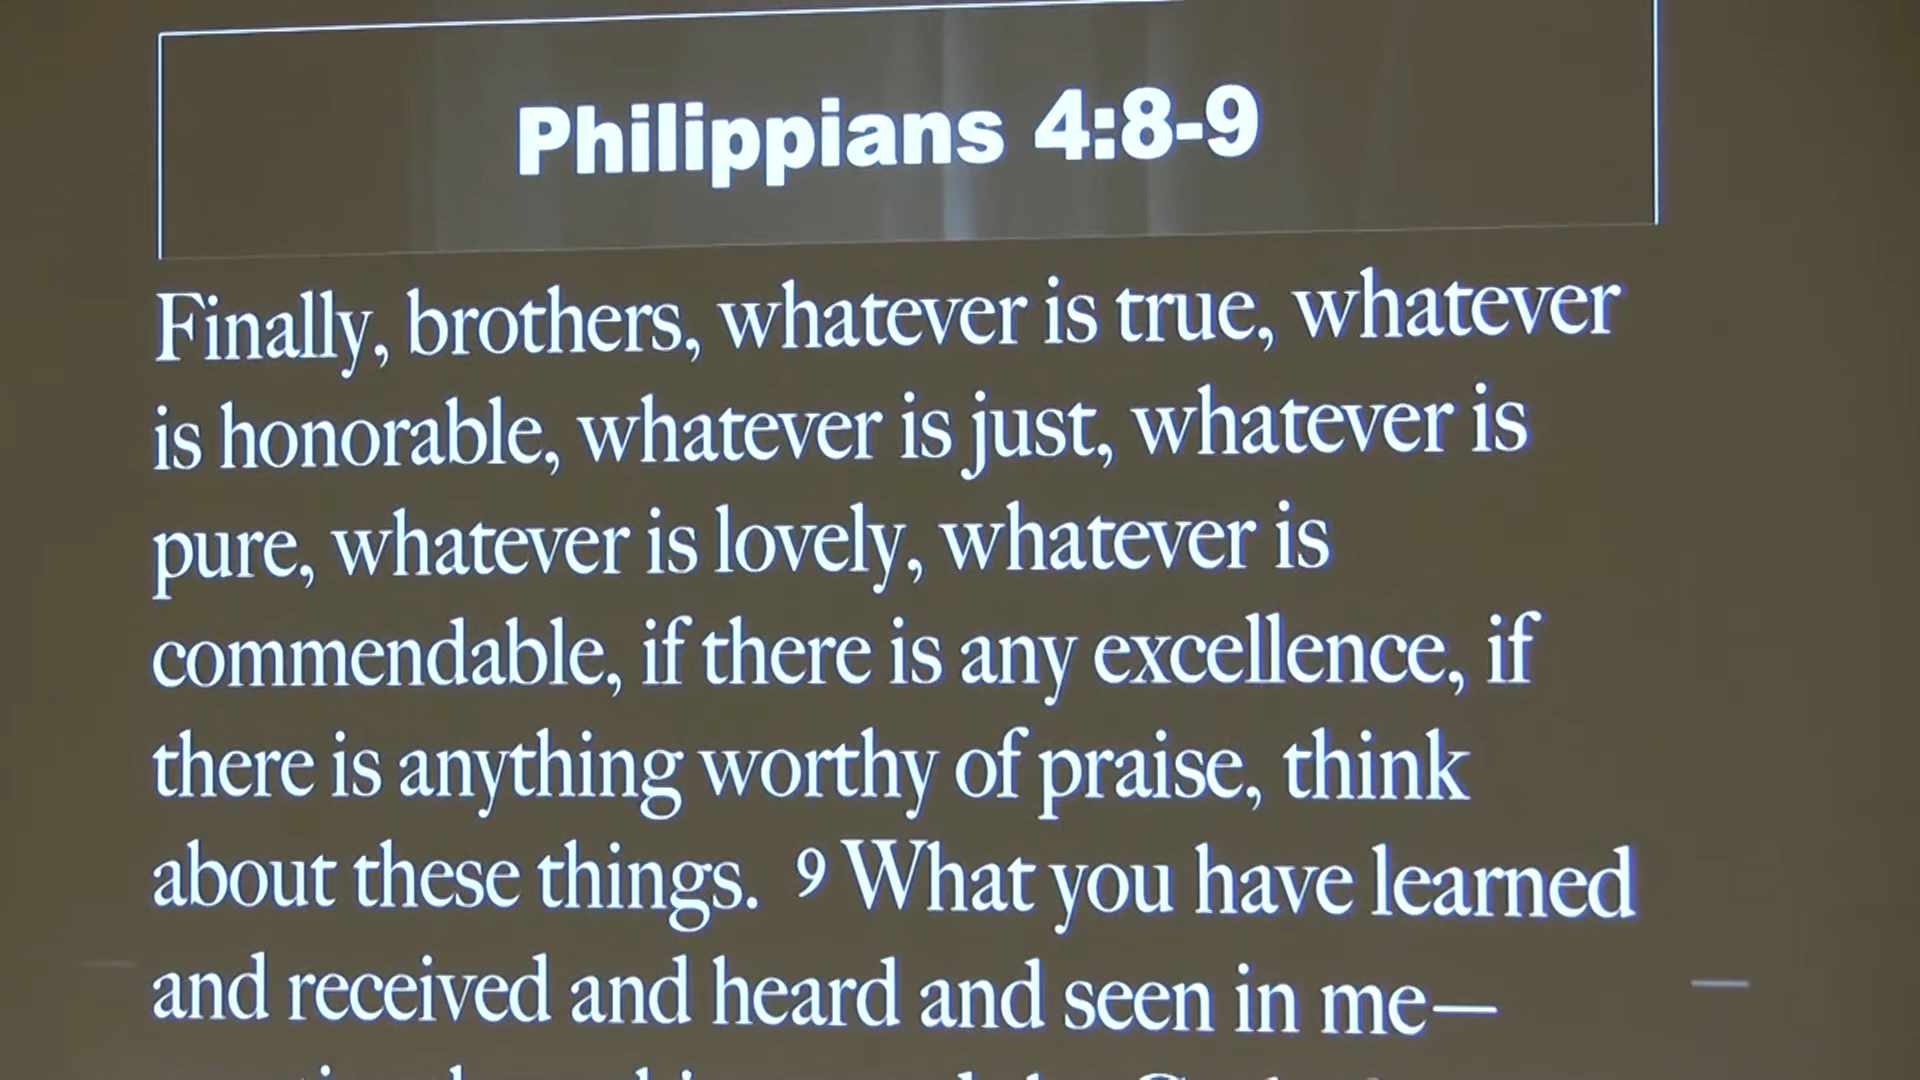 Philippians 4:8-9
Finally, brothers, whatever is true, whatever
is honorable, whatever is just, whatever is
pure, whatever is lovely, whatever is
commendable, if there is any excellence, if
there is anything worthy of praise, think
about these things. 9 What you have learned
and received and heard and seen in me—